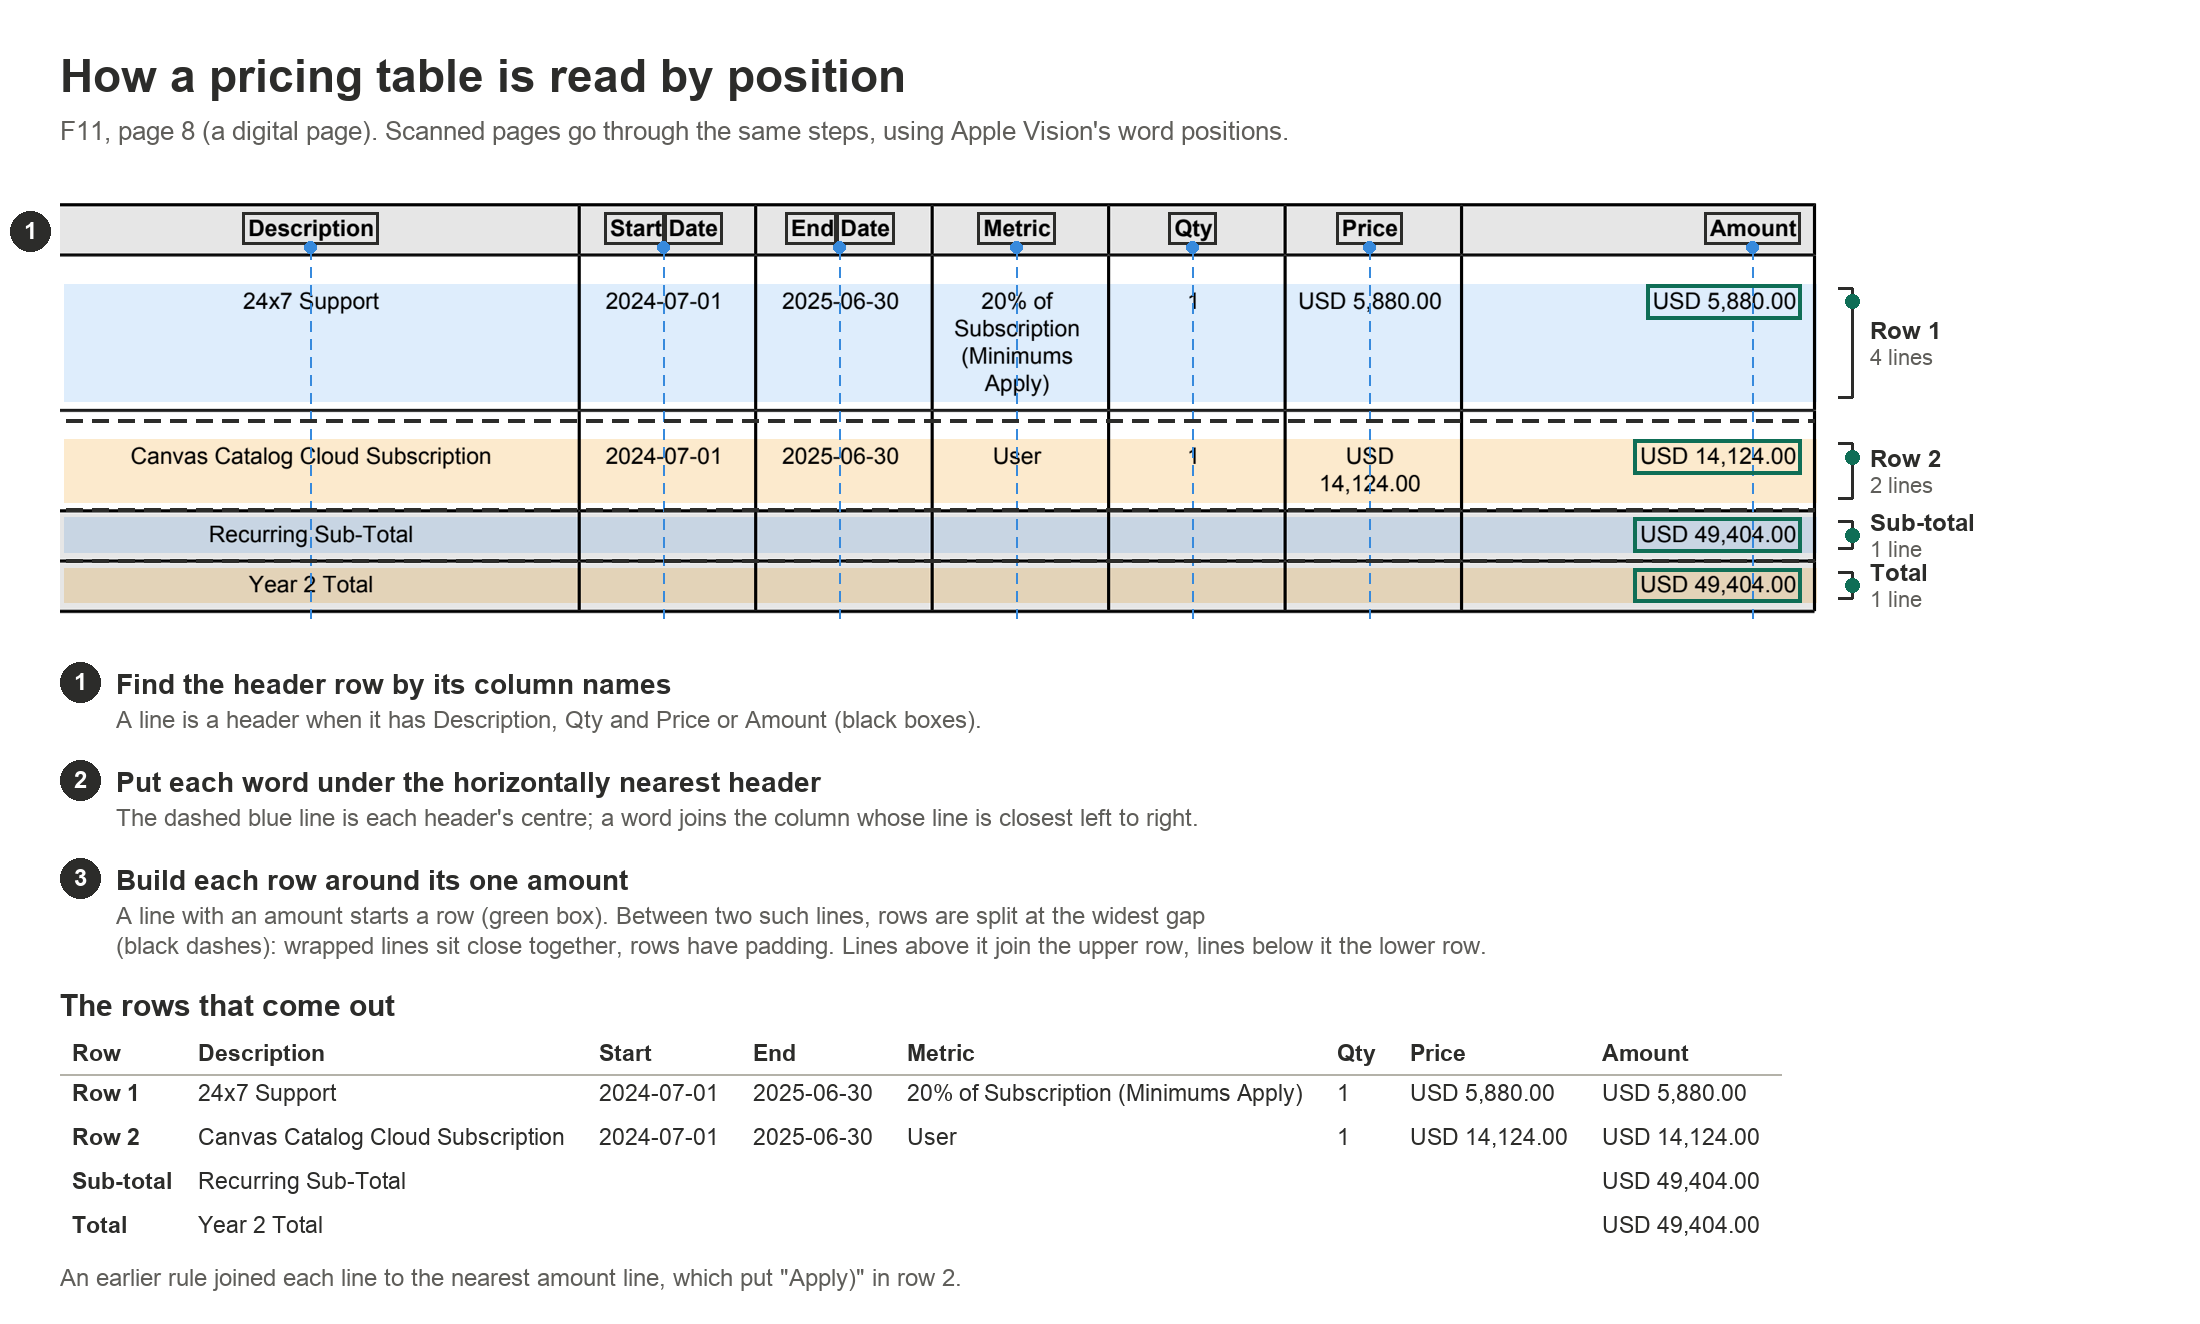 How a pricing table is read by position
F11, page 8 (a digital page). Scanned pages go through the same steps, using Apple Vision's word positions.
1 Description Start Date End Date Metric Qty Price Amount
24x7 Support 2024-07-01 2025-06-30 20% of 1 USD 5,880.00 USD 5,880.00
Subscription
(Minimums
Apply)
Row 1
4 lines
Canvas Catalog Cloud Subscription 2024-07-01 2025-06-30 User 1 USD USD 14,124.00
14,124.00
Row 2
2 lines
Recurring Sub-Total USD 49,404.00
Sub-total
1 line
Year 2 Total USD 49,404.00
Total
1 line
1 Find the header row by its column names
A line is a header when it has Description, Qty and Price or Amount (black boxes).
2 Put each word under the horizontally nearest header
The dashed blue line is each header's centre; a word joins the column whose line is closest left to right.
3 Build each row around its one amount
A line with an amount starts a row (green box). Between two such lines, rows are split at the widest gap
(black dashes): wrapped lines sit close together, rows have padding. Lines above it join the upper row, lines below it the lower row.
The rows that come out
Row Description Start End Metric Qty Price Amount
Row 1 24x7 Support 2024-07-01 2025-06-30 20% of Subscription (Minimums Apply) 1 USD 5,880.00 USD 5,880.00
Row 2 Canvas Catalog Cloud Subscription 2024-07-01 2025-06-30 User 1 USD 14,124.00 USD 14,124.00
Sub-total Recurring Sub-Total USD 49,404.00
Total Year 2 Total USD 49,404.00
An earlier rule joined each line to the nearest amount line, which put "Apply)" in row 2.